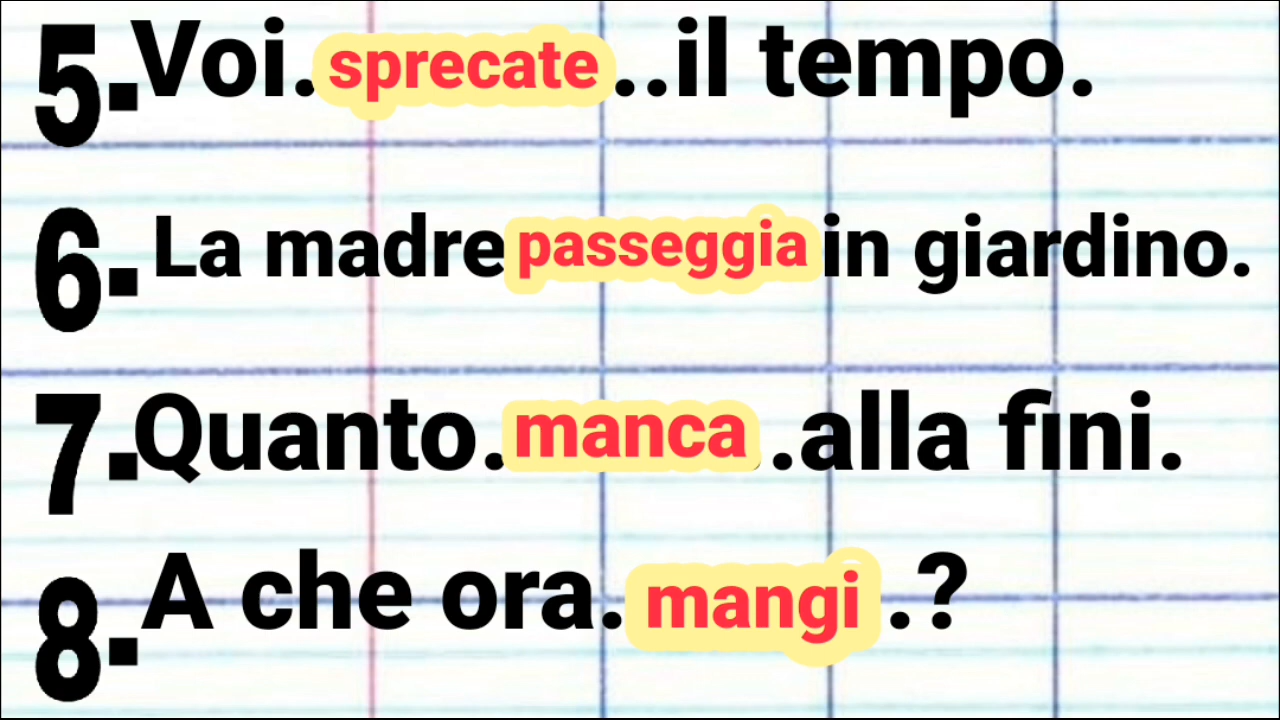 5. Voi. sprecate ..il tempo.
6. La madre passeggia in giardino.
7. Quanto. manca .alla fini.
8. A che ora. mangi .?